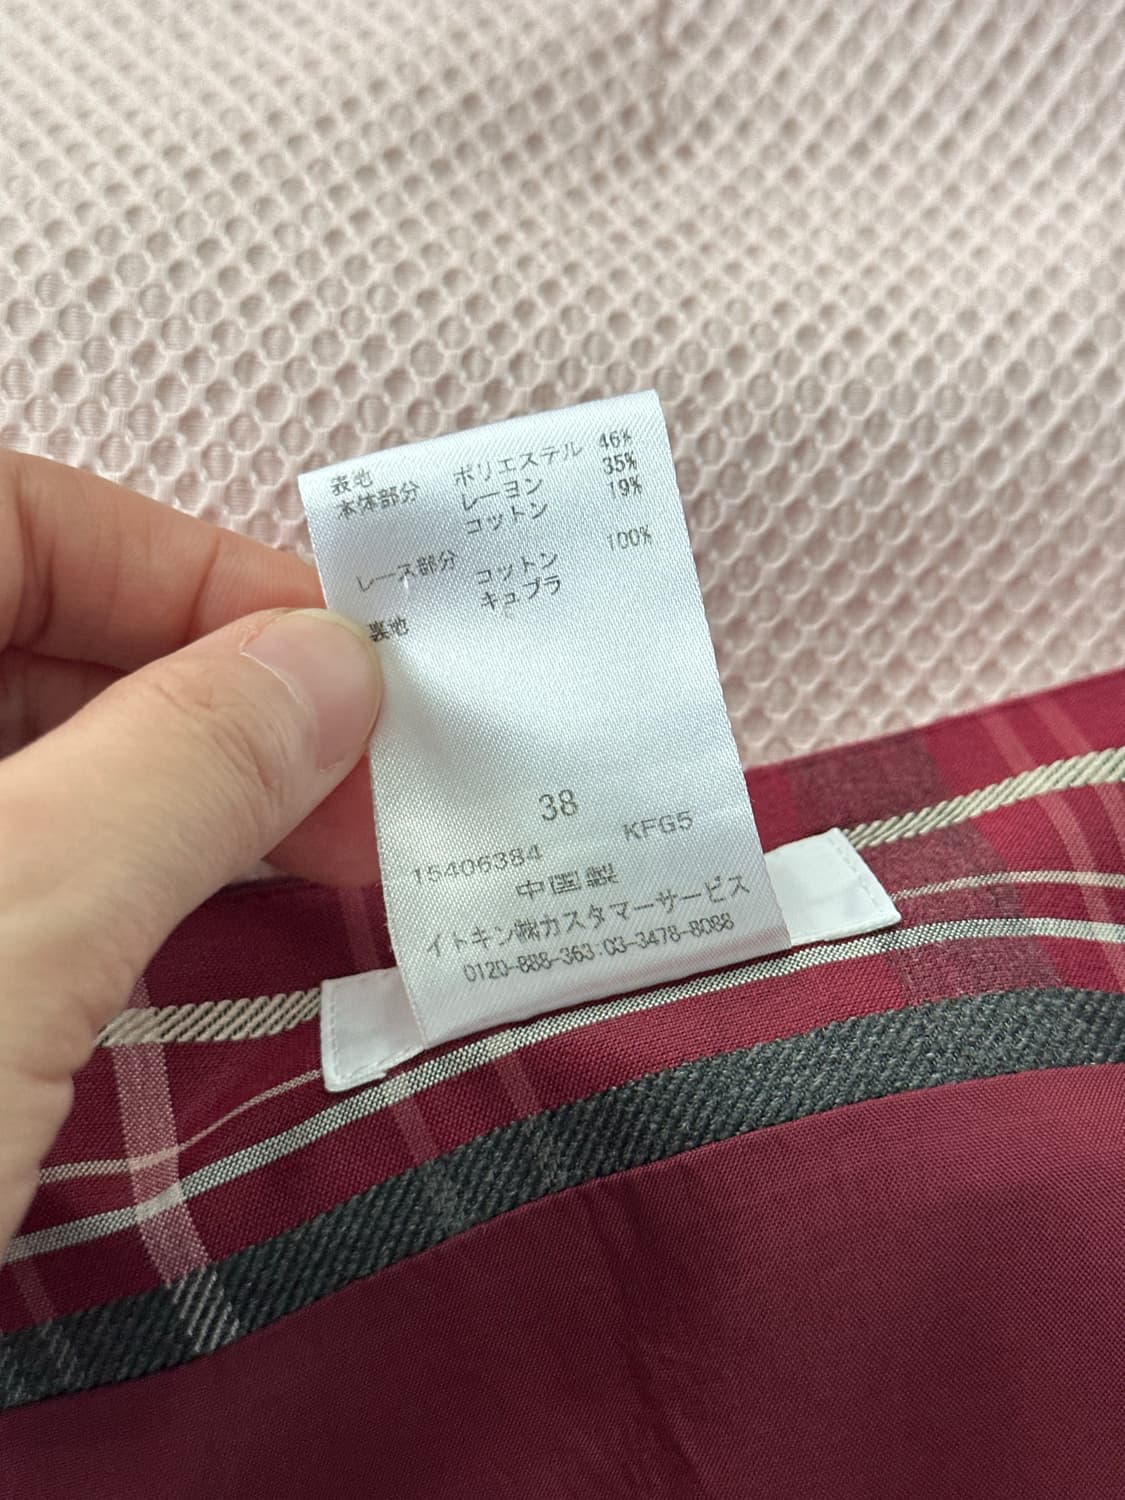 表地
本体部分 ポリエステル 46%
レーヨン 35%
コットン 19%
レース部分 コットン 100%
裏地 キュプラ
38
15406384 KFG5
中国製
イトキン㈱カスタマーサービス
0120-888-363:03-3478-8088